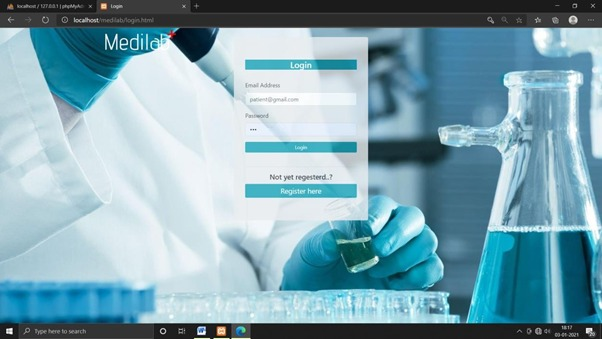 localhost / 127.0.0.1 | phpMyAd
Login
localhost/medilab/login.html
Medilab
Login
Email Address
patient@gmail.com
Password
•••
Login
Not yet regesterd..?
Register here
Type here to search
18:17
03-01-2021
20